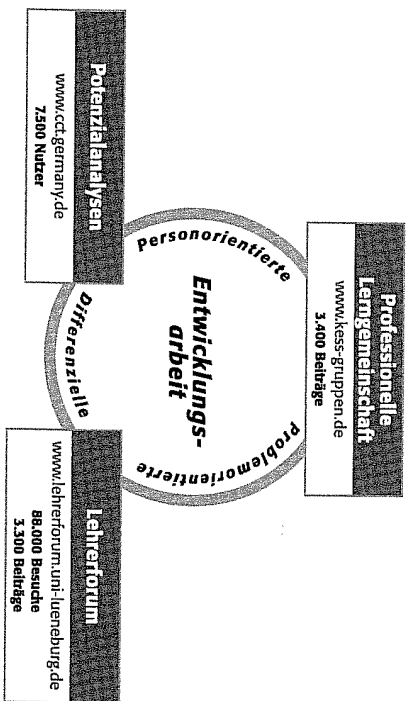 Professionelle
Lerngemeinschaft
www.kess-gruppen.de
3.400 Beiträge
Personorientierte
Problemorientierte
Differenzielle
Entwicklungs-
arbeit
Potenzialanalysen
www.cct.germany.de
7.500 Nutzer
Lehrerforum
www.lehrerforum.uni-lueneburg.de
88.000 Besuche
3.300 Beiträge